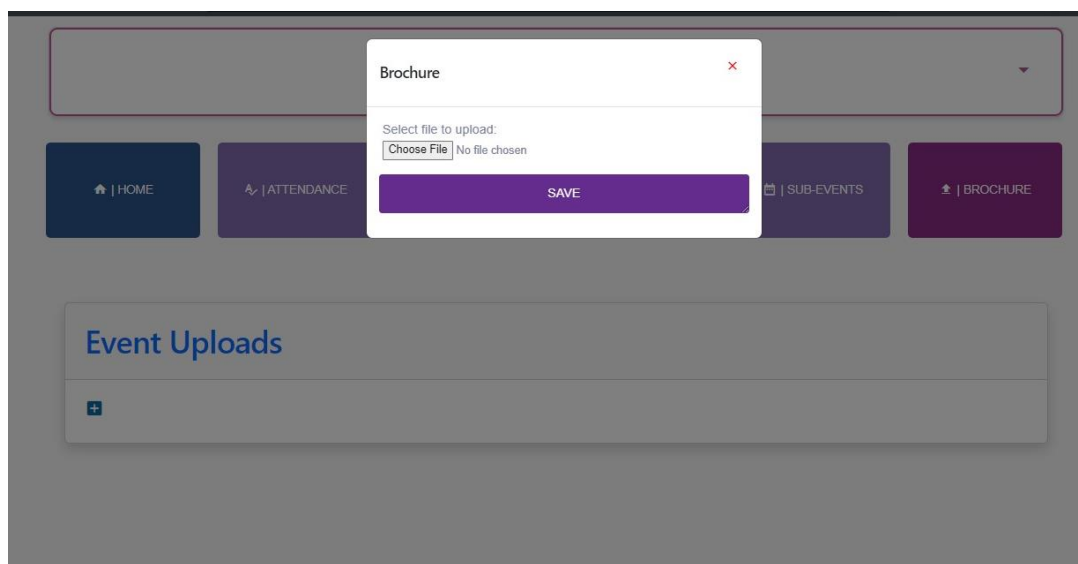 Brochure
×
Select file to upload:
Choose File No file chosen
SAVE
| HOME
| ATTENDANCE
| SUB-EVENTS
| BROCHURE
Event Uploads